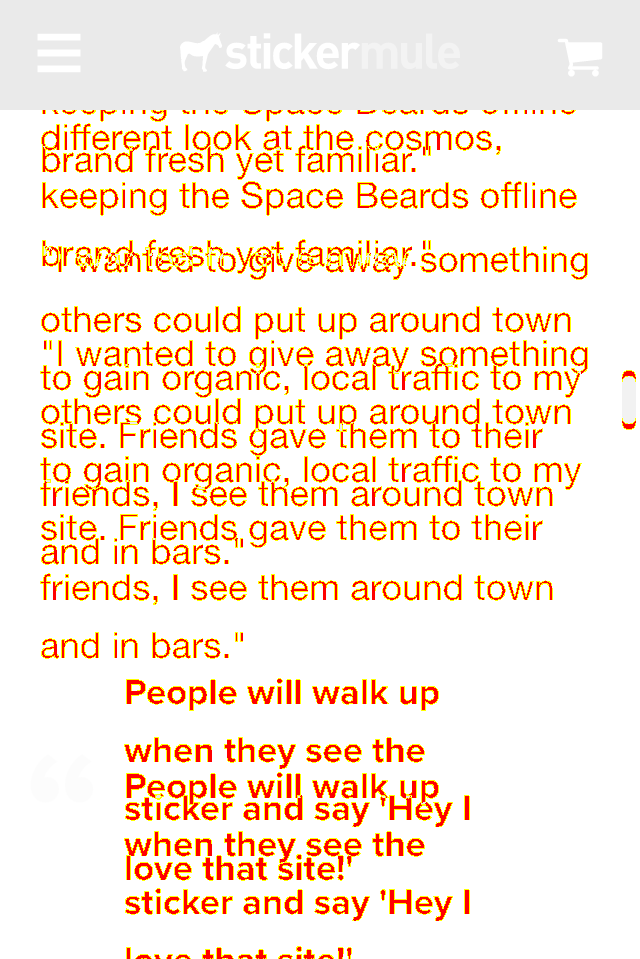 stickermule
keeping the Space Beards offline
different look at the cosmos,
brand fresh yet familiar."
keeping the Space Beards offline
brand fresh yet familiar."
"I wanted to give away something
others could put up around town
"I wanted to give away something
to gain organic, local traffic to my
others could put up around town
site. Friends gave them to their
to gain organic, local traffic to my
friends, I see them around town
site. Friends gave them to their
and in bars."
friends, I see them around town
and in bars."
People will walk up
when they see the
“
People will walk up
sticker and say 'Hey I
when they see the
love that site!'
sticker and say 'Hey I
love that site!'